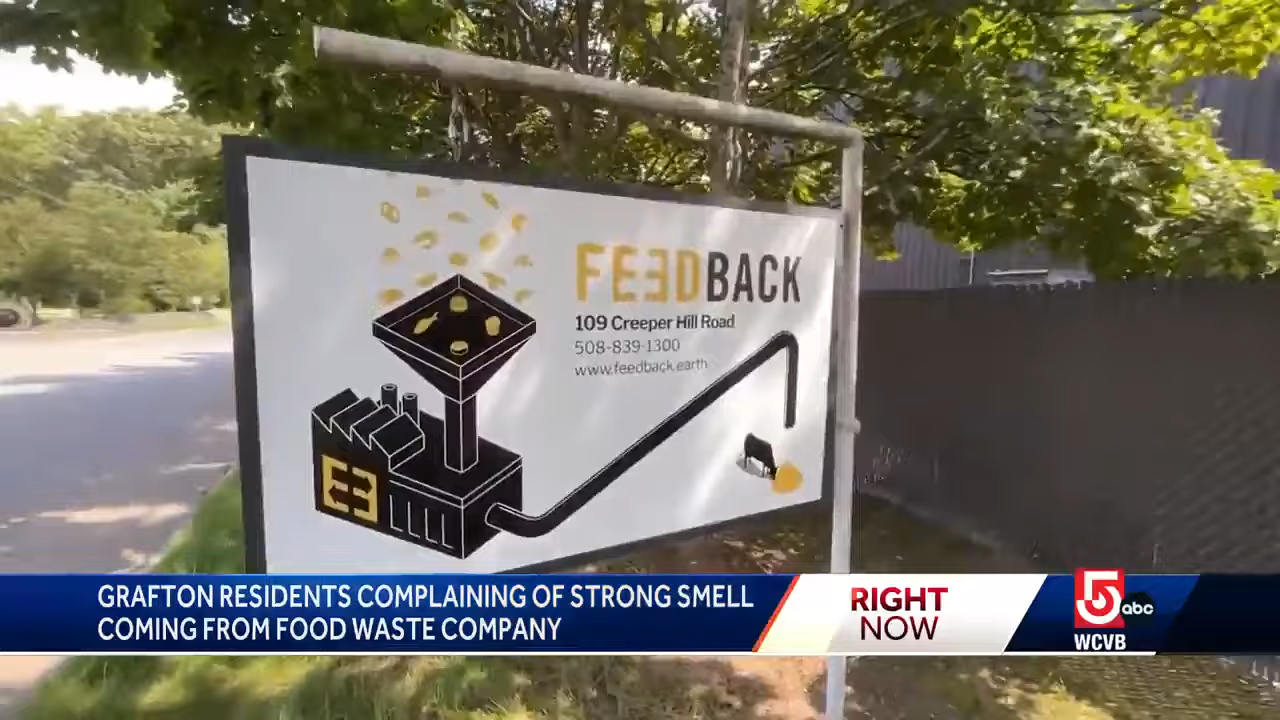 FEEDBACK
109 Creeper Hill Road
508-839-1300
www.feedback.earth
GRAFTON RESIDENTS COMPLAINING OF STRONG SMELL
COMING FROM FOOD WASTE COMPANY
RIGHT
NOW
5
abc
WCVB